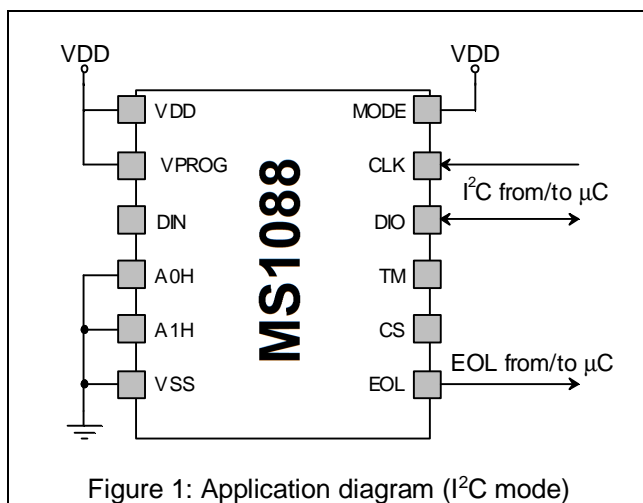 VDD VDD
VDD MODE
VPROG CLK
I²C from/to µC
DIN DIO
A0H TM
A1H CS
EOL from/to µC
VSS EOL
MS1088
Figure 1: Application diagram (I²C mode)